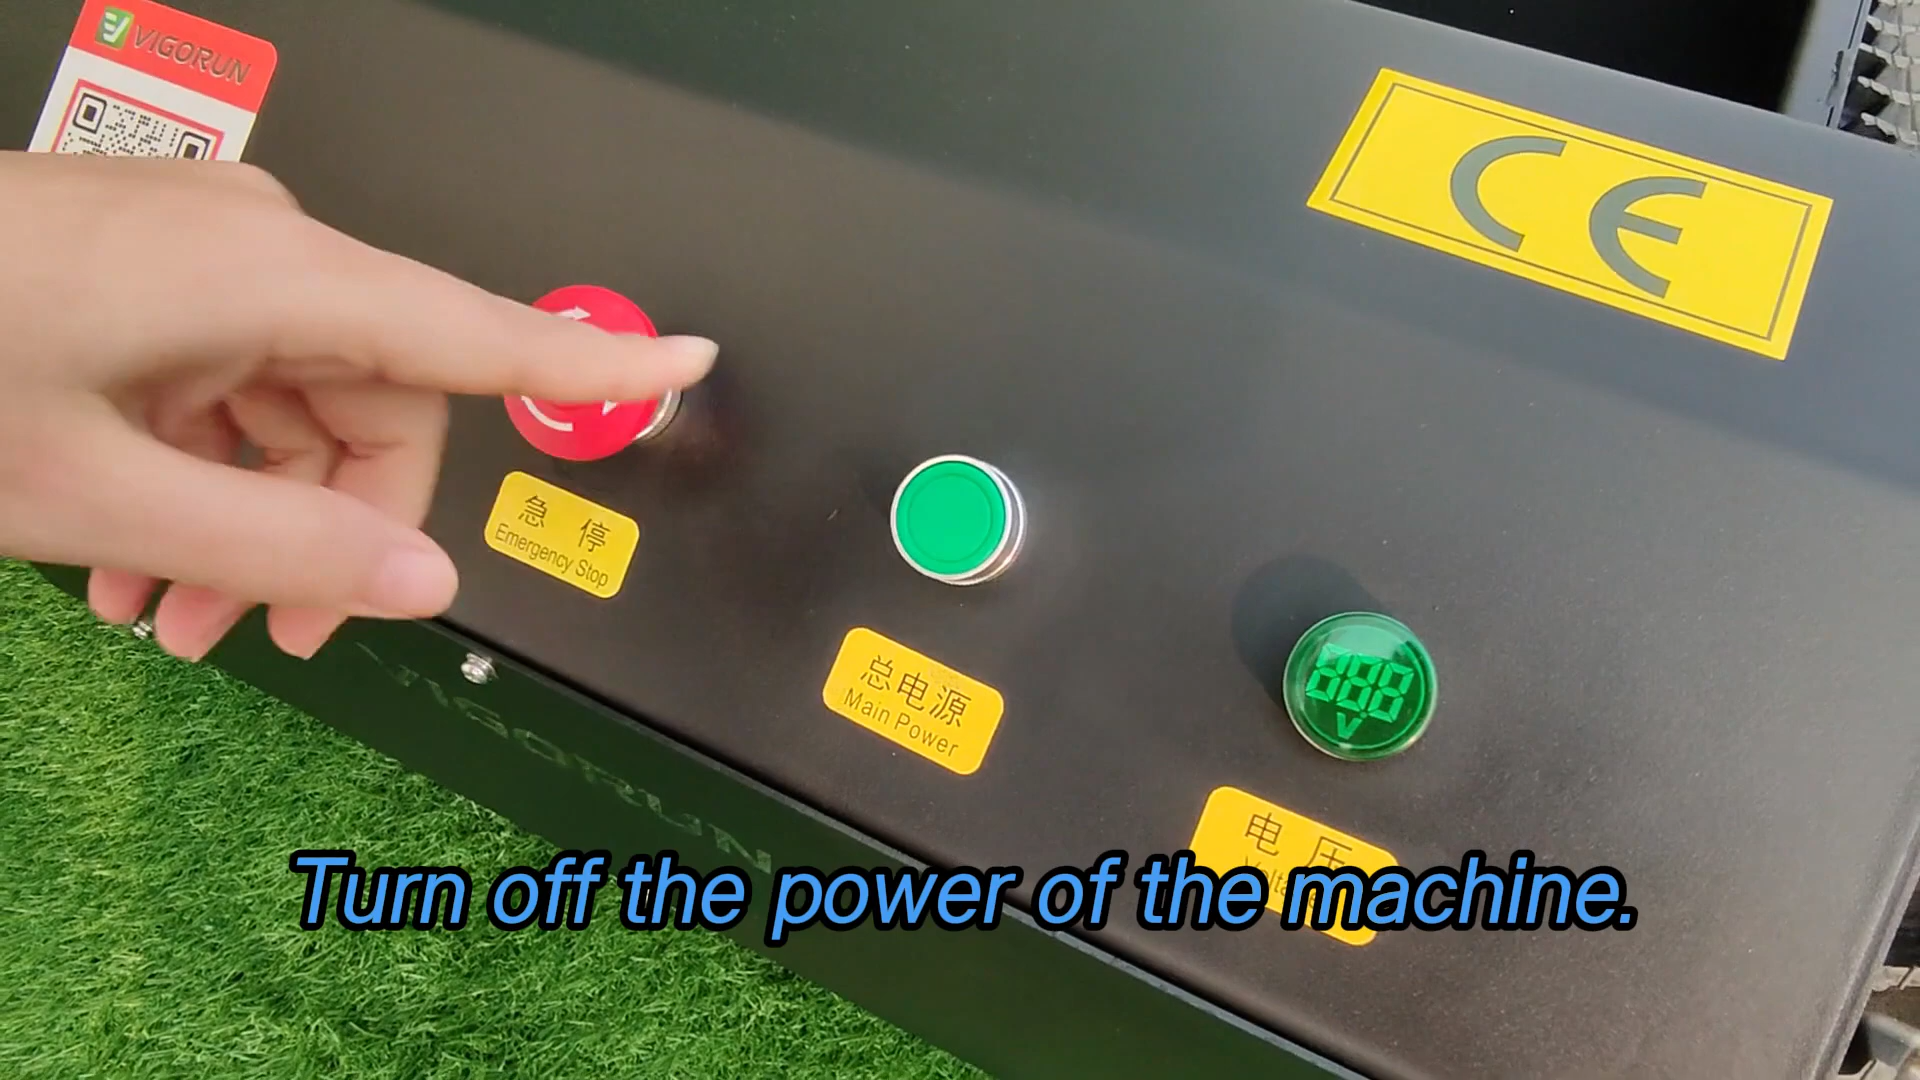 VIGORUN
CE
急 停
Emergency Stop
总电源
Main Power
888
V
电 压
VIGORUN
Turn off the power of the machine.